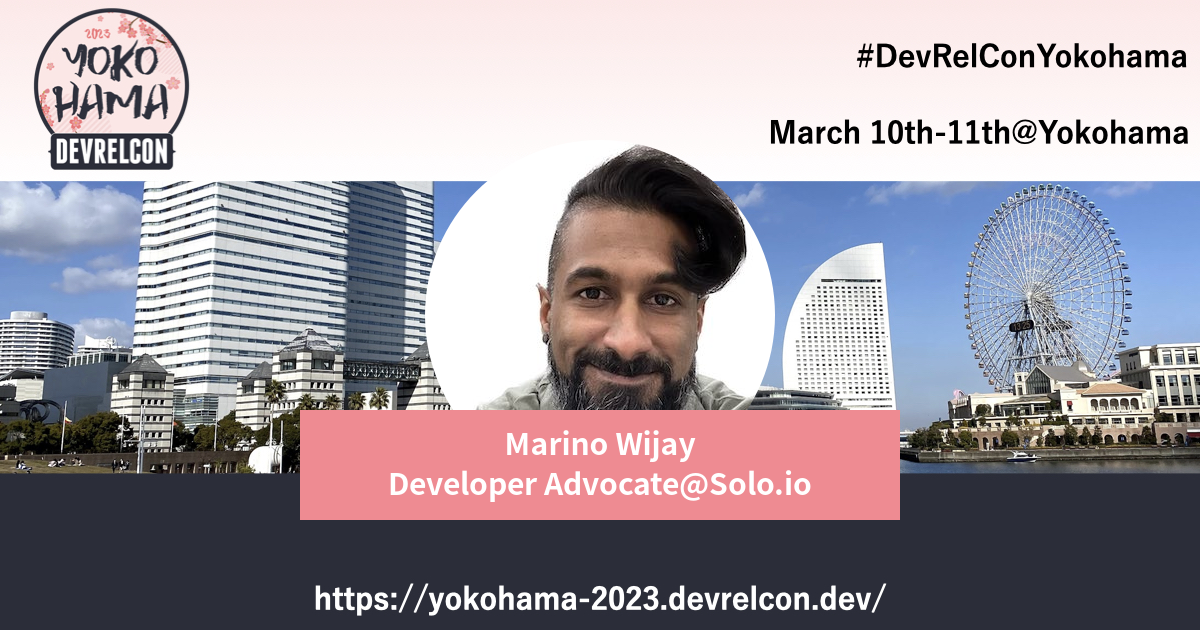 2023
YOKO
HAMA
DEVRELCON
#DevRelConYokohama
March 10th-11th@Yokohama
Marino Wijay
Developer Advocate@Solo.io
https://yokohama-2023.devrelcon.dev/